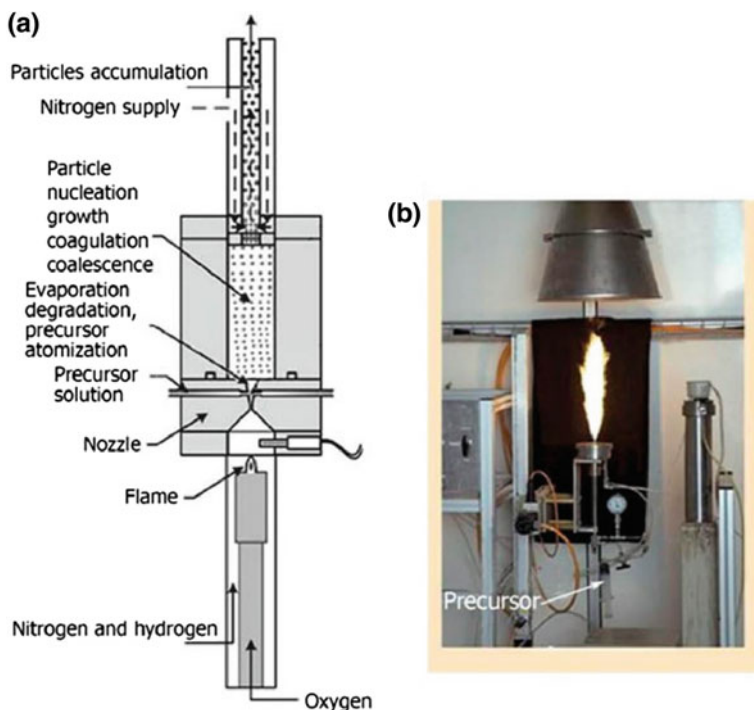 (a)
Particles accumulation
Nitrogen supply
Particle
nucleation
growth
coagulation
coalescence
Evaporation
degradation,
precursor
atomization
Precursor
solution
Nozzle
Flame
Nitrogen and hydrogen
Oxygen
(b)
Precursor